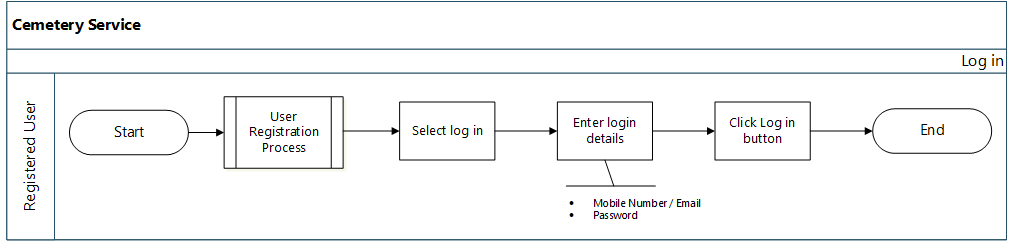 Cemetery Service
Log in
Registered User
Start
User
Registration
Process
Select log in
Enter login
details
Click Log in
button
End
• Mobile Number / Email
• Password